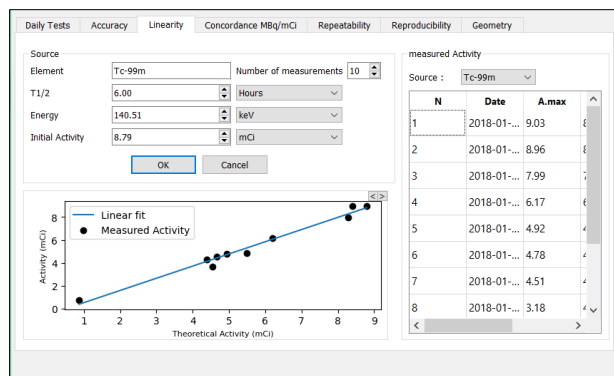 Daily Tests Accuracy Linearity Concordance MBq/mCi Repeatability Reproducibility Geometry
Source
Element Tc-99m Number of measurements 10
T1/2 6.00 Hours
Energy 140.51 keV
Initial Activity 8.79 mCi
OK Cancel
< >
Linear fit
Measured Activity
Activity (mCi)
8
6
4
2
0
1 2 3 4 5 6 7 8 9
Theoretical Activity (mCi)
measured Activity
Source : Tc-99m
N Date A.max
1 2018-01-... 9.03
2 2018-01-... 8.96
3 2018-01-... 7.99
4 2018-01-... 6.17
5 2018-01-... 4.92
6 2018-01-... 4.78
7 2018-01-... 4.51
8 2018-01-... 3.18